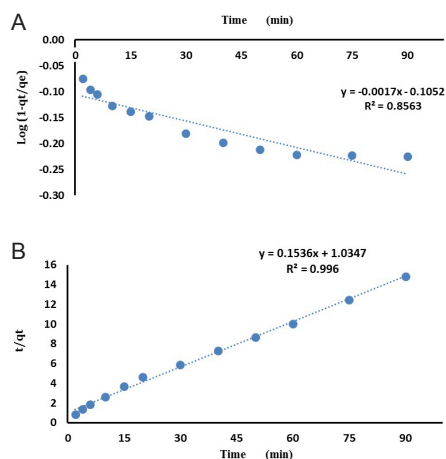 A
Time (min)
0.00
0 15 30 45 60 75 90
-0.05
-0.10
-0.15
-0.20
-0.25
-0.30
Log (1-qt/qe)
y = -0.0017x - 0.1052
R² = 0.8563
B
y = 0.1536x + 1.0347
R² = 0.996
16
14
12
10
8
6
4
2
0
t/qt
0 15 30 45 60 75 90
Time (min)